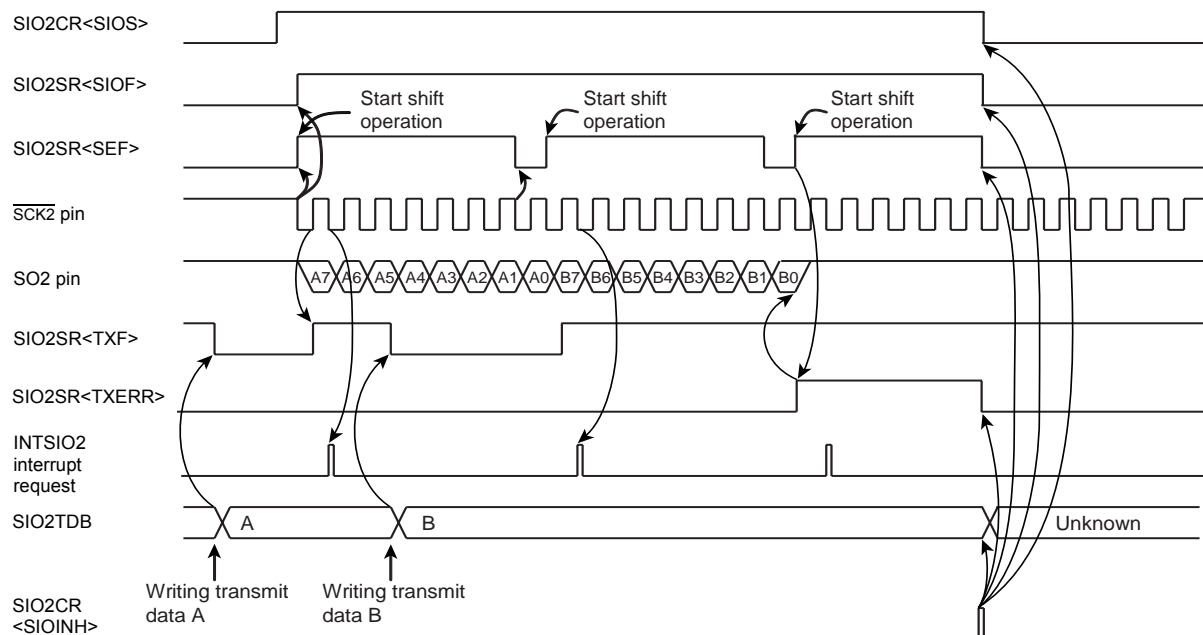 SIO2CR<SIOS>
SIO2SR<SIOF>
Start shift
operation
Start shift
operation
Start shift
operation
SIO2SR<SEF>
SCK2 pin
SO2 pin
A7 A6 A5 A4 A3 A2 A1 A0 B7 B6 B5 B4 B3 B2 B1 B0
SIO2SR<TXF>
SIO2SR<TXERR>
INTSIO2
interrupt
request
SIO2TDB
A
B
Unknown
Writing transmit
data A
Writing transmit
data B
SIO2CR
<SIOINH>